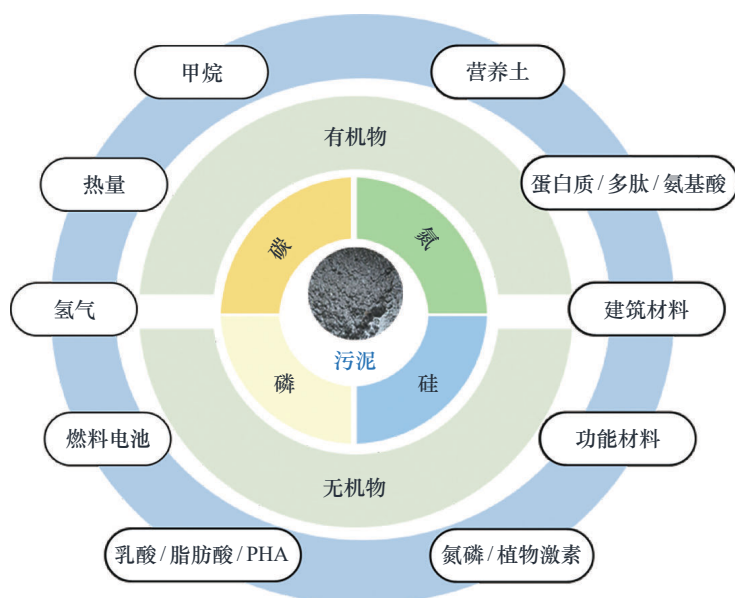 甲烷
营养土
有机物
热量
蛋白质/多肽/氨基酸
碳
氮
氢气
建筑材料
污泥
磷
硅
燃料电池
功能材料
无机物
乳酸/脂肪酸/PHA
氮磷/植物激素